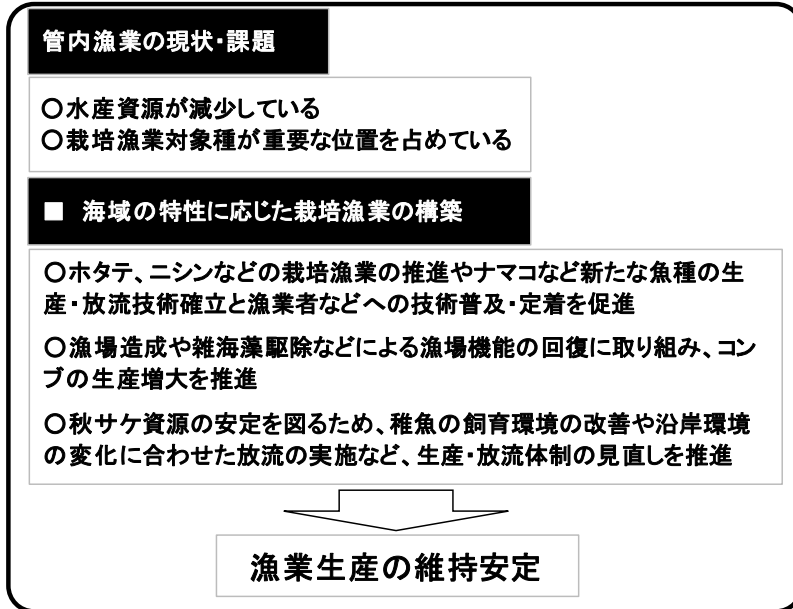 管内漁業の現状・課題
○水産資源が減少している
○栽培漁業対象種が重要な位置を占めている
■ 海域の特性に応じた栽培漁業の構築
○ホタテ、ニシンなどの栽培漁業の推進やナマコなど新たな魚種の生
産・放流技術確立と漁業者などへの技術普及・定着を促進
○漁場造成や雑海藻駆除などによる漁場機能の回復に取り組み、コン
ブの生産増大を推進
○秋サケ資源の安定を図るため、稚魚の飼育環境の改善や沿岸環境
の変化に合わせた放流の実施など、生産・放流体制の見直しを推進
漁業生産の維持安定